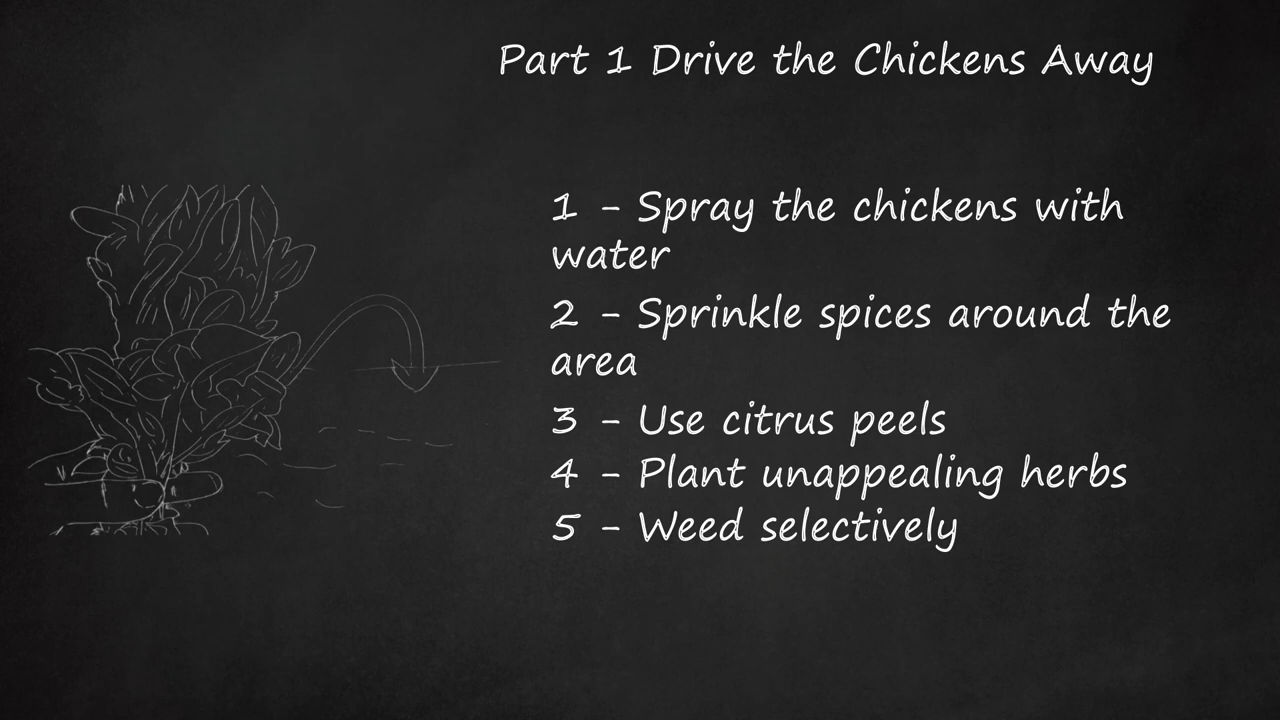 Part 1 Drive the Chickens Away
1 - Spray the chickens with
water
2 - Sprinkle spices around the
area
3 - Use citrus peels
4 - Plant unappealing herbs
5 - Weed selectively